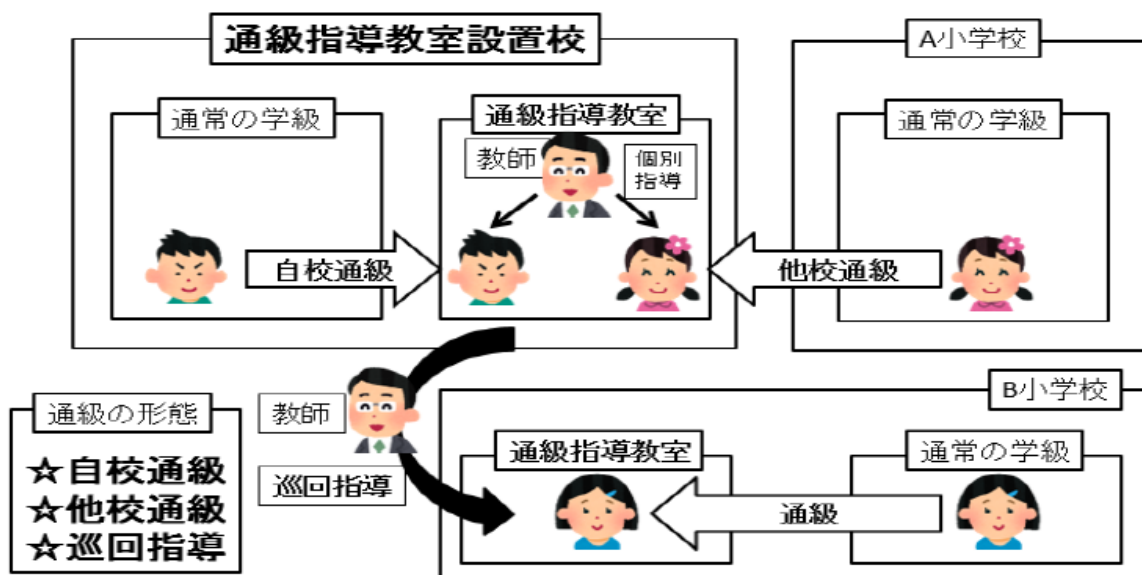 通級指導教室設置校
A小学校
通常の学級
通級指導教室
通常の学級
教師
個別
指導
自校通級
他校通級
B小学校
通級の形態
☆自校通級
☆他校通級
☆巡回指導
教師
巡回指導
通級指導教室
通常の学級
通級